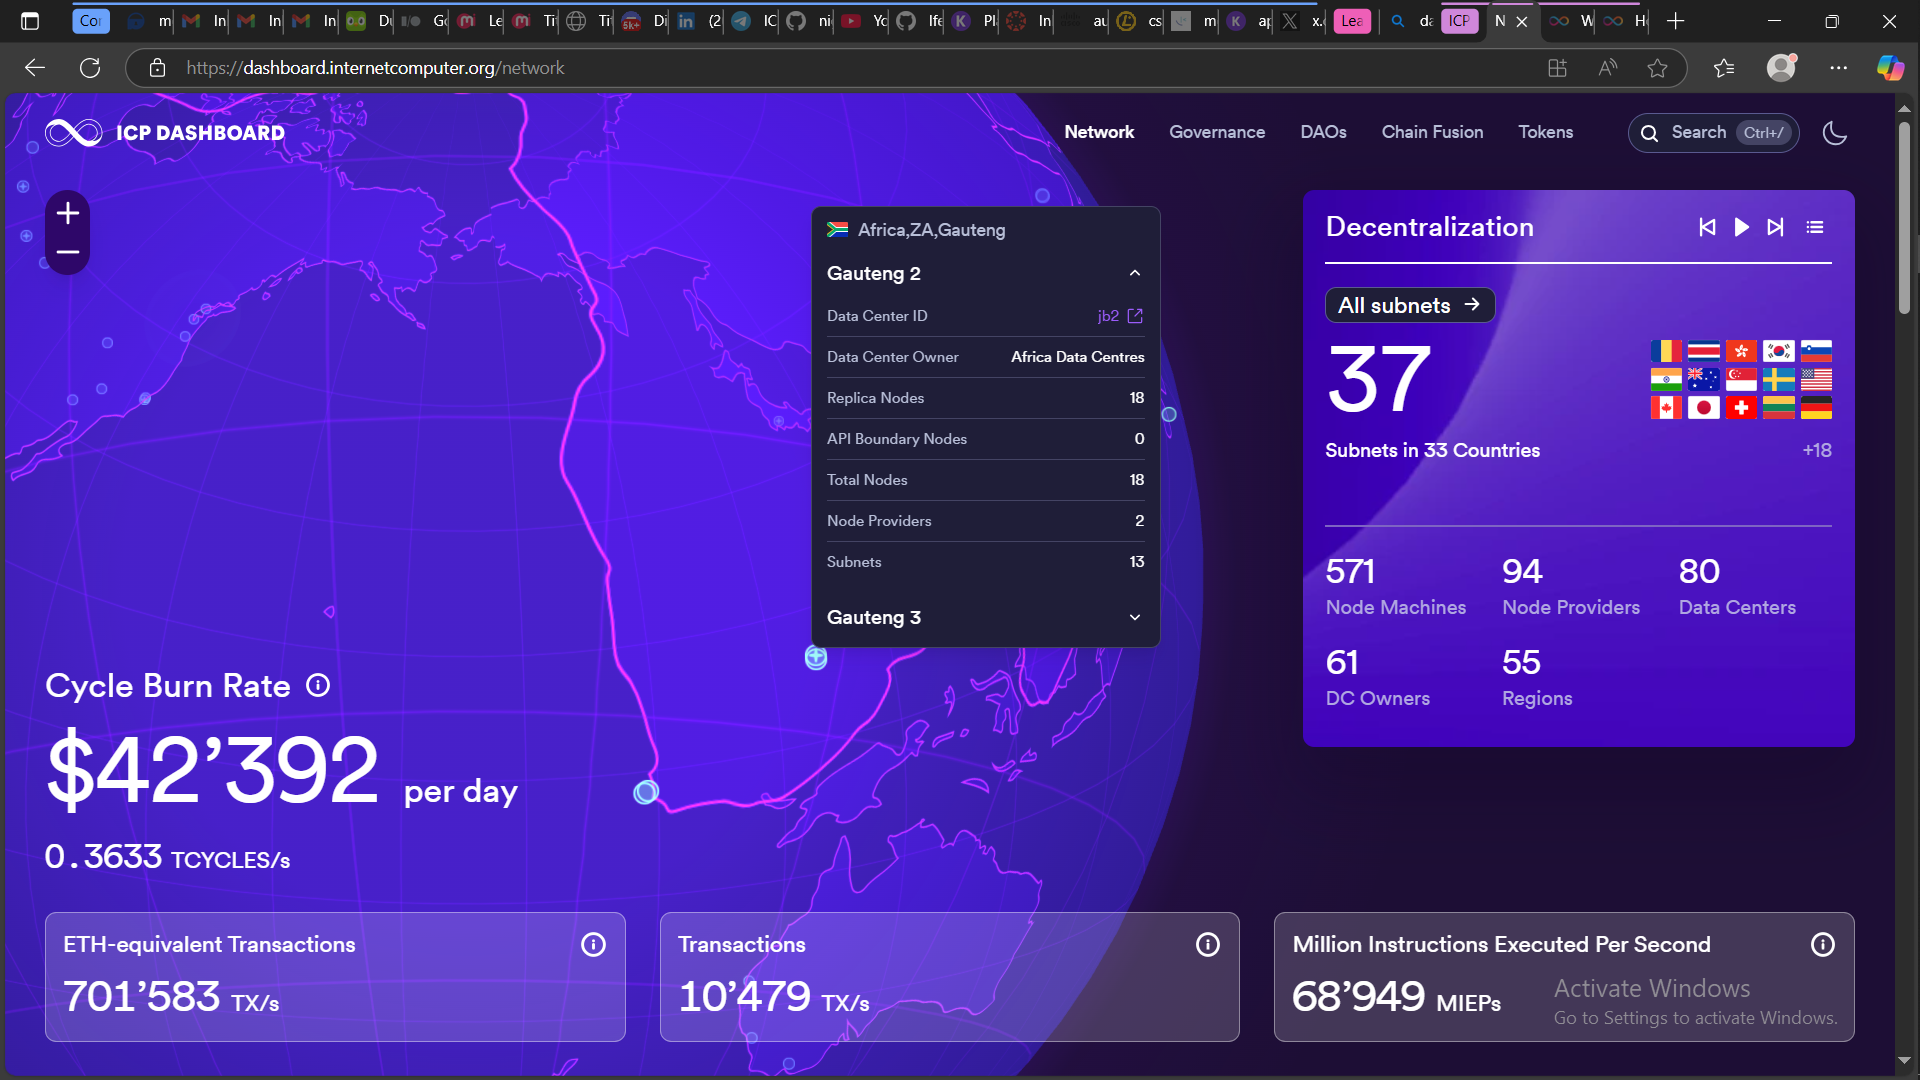 Cor
m
In
In
In
Du
Go
Le
Ti
Ti
Di
5k+
(2
IC
nic
Yo
Ife
Pl
In
au
cs
m
ap
x.c
Lea
da
ICP
N
W
H
https://dashboard.internetcomputer.org/network
ICP DASHBOARD
Network
Governance
DAOs
Chain Fusion
Tokens
Search Ctrl+/
Africa,ZA,Gauteng
Gauteng 2
Data Center ID jb2
Data Center Owner Africa Data Centres
Replica Nodes 18
API Boundary Nodes 0
Total Nodes 18
Node Providers 2
Subnets 13
Gauteng 3
Decentralization
All subnets →
37
Subnets in 33 Countries
+18
571
Node Machines
94
Node Providers
80
Data Centers
61
DC Owners
55
Regions
Cycle Burn Rate
$42’392 per day
0.3633 TCYCLES/s
ETH-equivalent Transactions
701’583 TX/s
Transactions
10’479 TX/s
Million Instructions Executed Per Second
68’949 MIEPs
Activate Windows
Go to Settings to activate Windows.